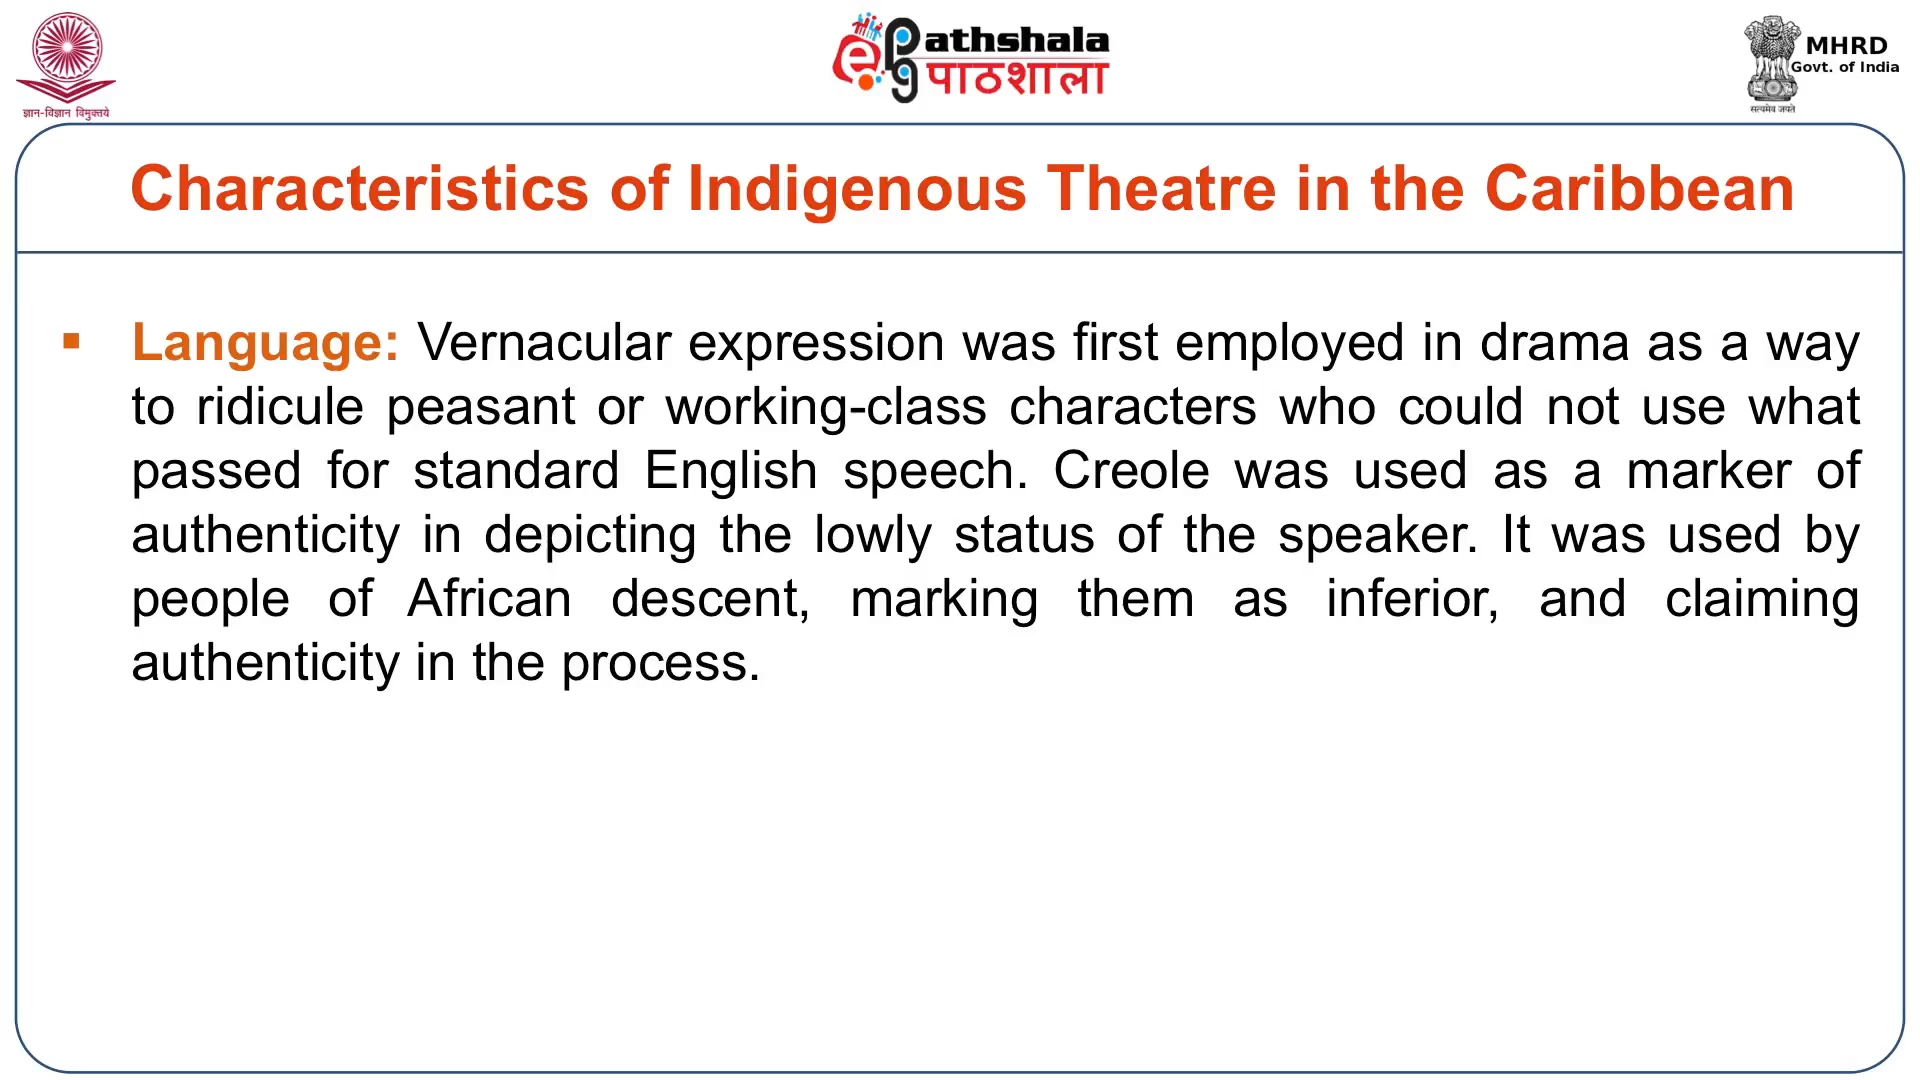 ज्ञान-विज्ञान विमुक्तये
e Pathshala
पाठशाला
MHRD
Govt. of India
सत्यमेव जयते
Characteristics of Indigenous Theatre in the Caribbean
▪ Language: Vernacular expression was first employed in drama as a way
to ridicule peasant or working-class characters who could not use what
passed for standard English speech. Creole was used as a marker of
authenticity in depicting the lowly status of the speaker. It was used by
people of African descent, marking them as inferior, and claiming
authenticity in the process.